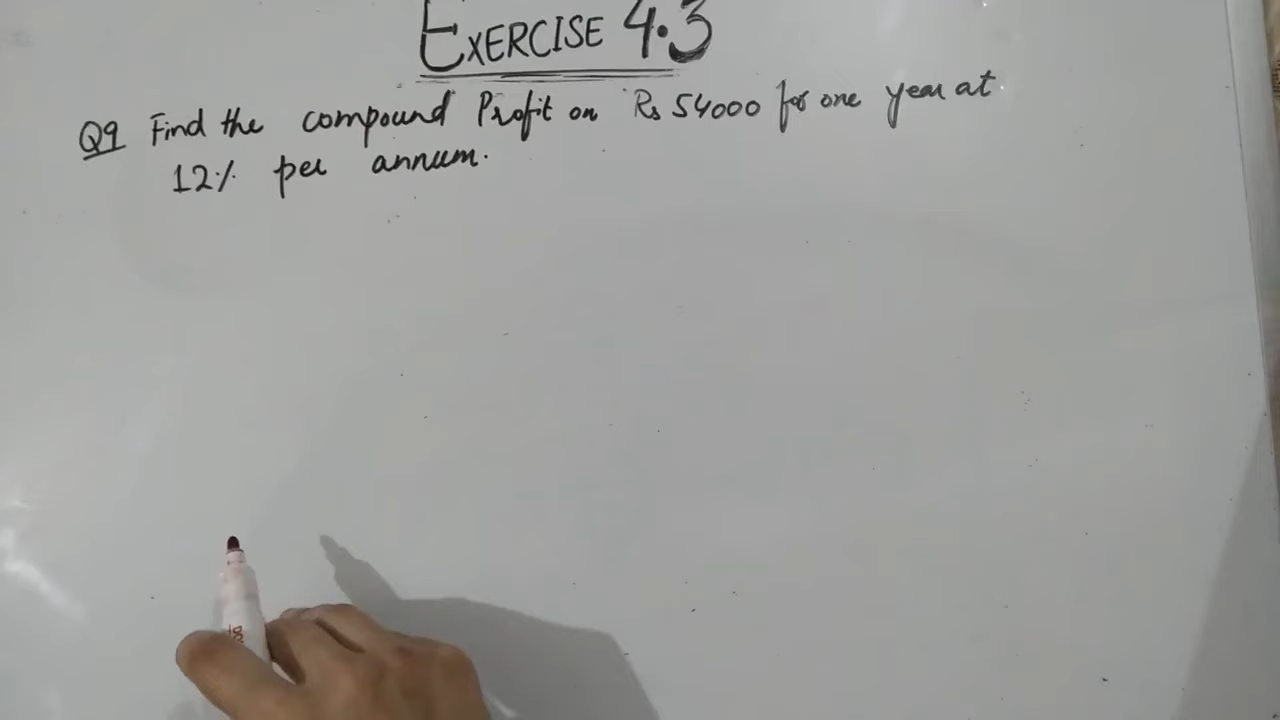 EXERCISE 4.3
Q9 Find the compound Profit on Rs 54000 for one year at
12% per annum.